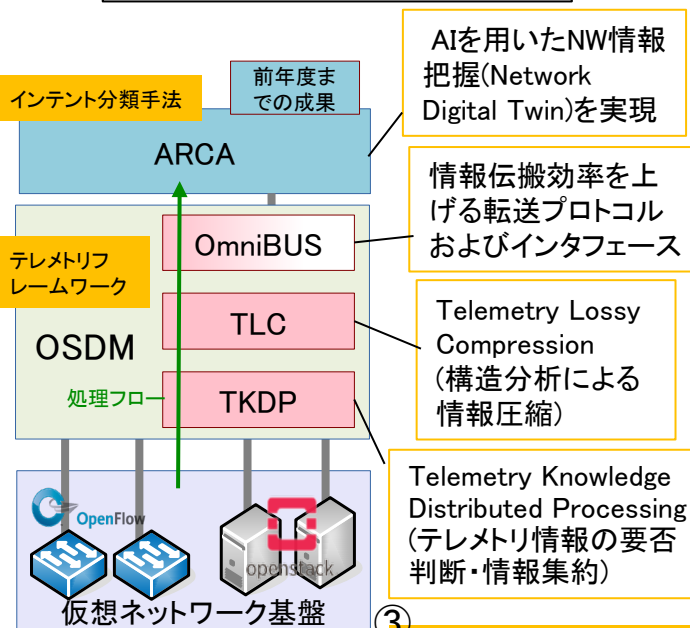 インテント分類手法
前年度ま
での成果
ARCA
AIを用いたNW情報
把握(Network
Digital Twin)を実現
テレメトリフ
レームワーク
OSDM
OmniBUS
情報伝搬効率を上
げる転送プロトコル
およびインタフェース
TLC
Telemetry Lossy
Compression
(構造分析による
情報圧縮)
処理フロー
TKDP
Telemetry Knowledge
Distributed Processing
(テレメトリ情報の要否
判断・情報集約)
OpenFlow
openstack
仮想ネットワーク基盤
③